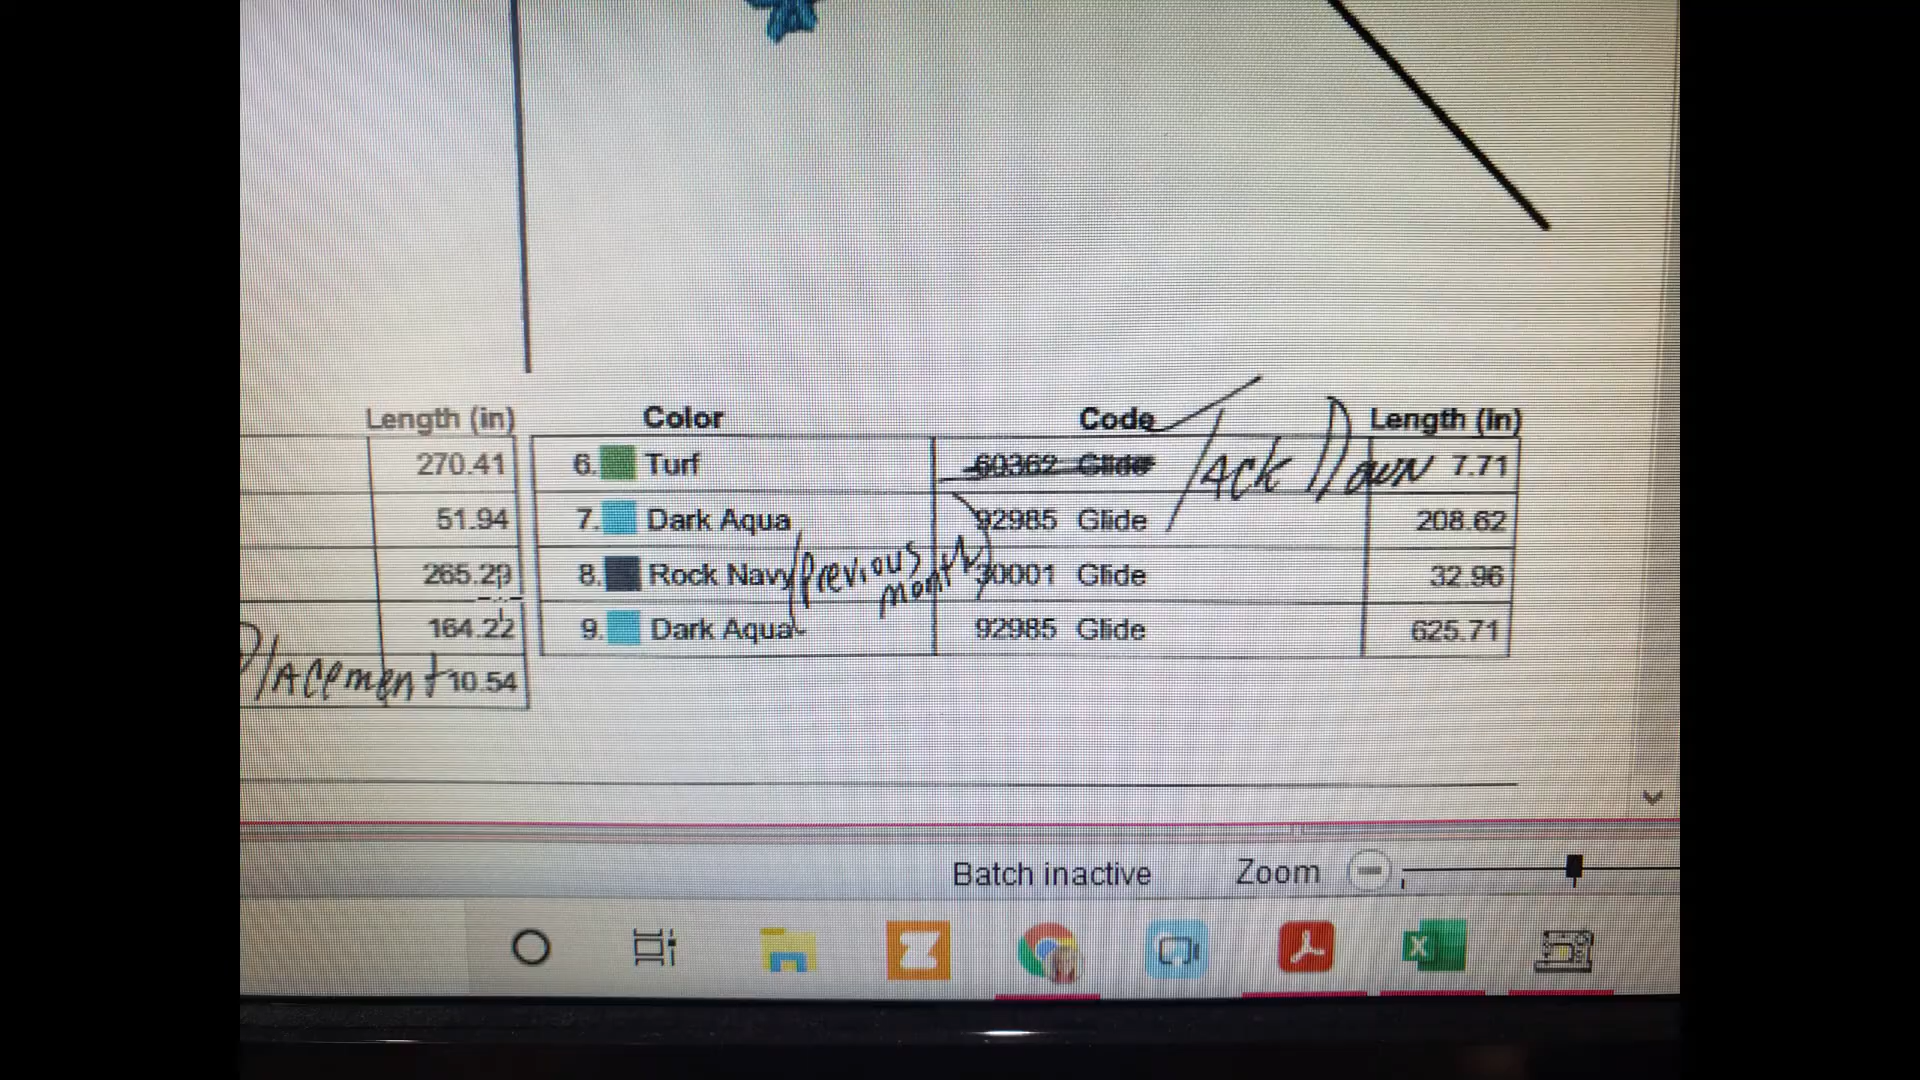 Length (in) Color Code Length (in)
270.41 6. Turf 60362 Glide Tack Down 7.71
51.94 7. Dark Aqua 92985 Glide 208.62
265.29 8. Rock Navy (Previous month) 30001 Glide 32.96
164.22 9. Dark Aqua 92985 Glide 625.71
Placement 10.54
Batch inactive Zoom